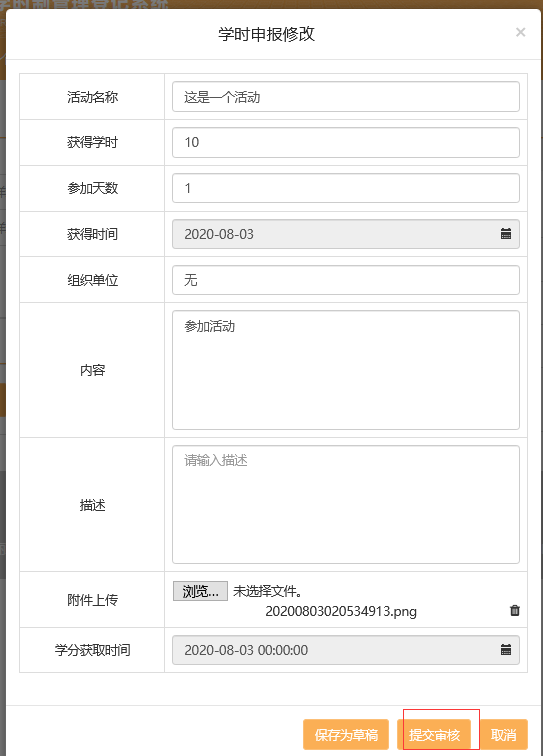 学时申报修改
×
活动名称
这是一个活动
获得学时
10
参加天数
1
获得时间
2020-08-03
组织单位
无
内容
参加活动
描述
请输入描述
附件上传
浏览... 未选择文件。
20200803020534913.png
学分获取时间
2020-08-03 00:00:00
保存为草稿 提交审核 取消